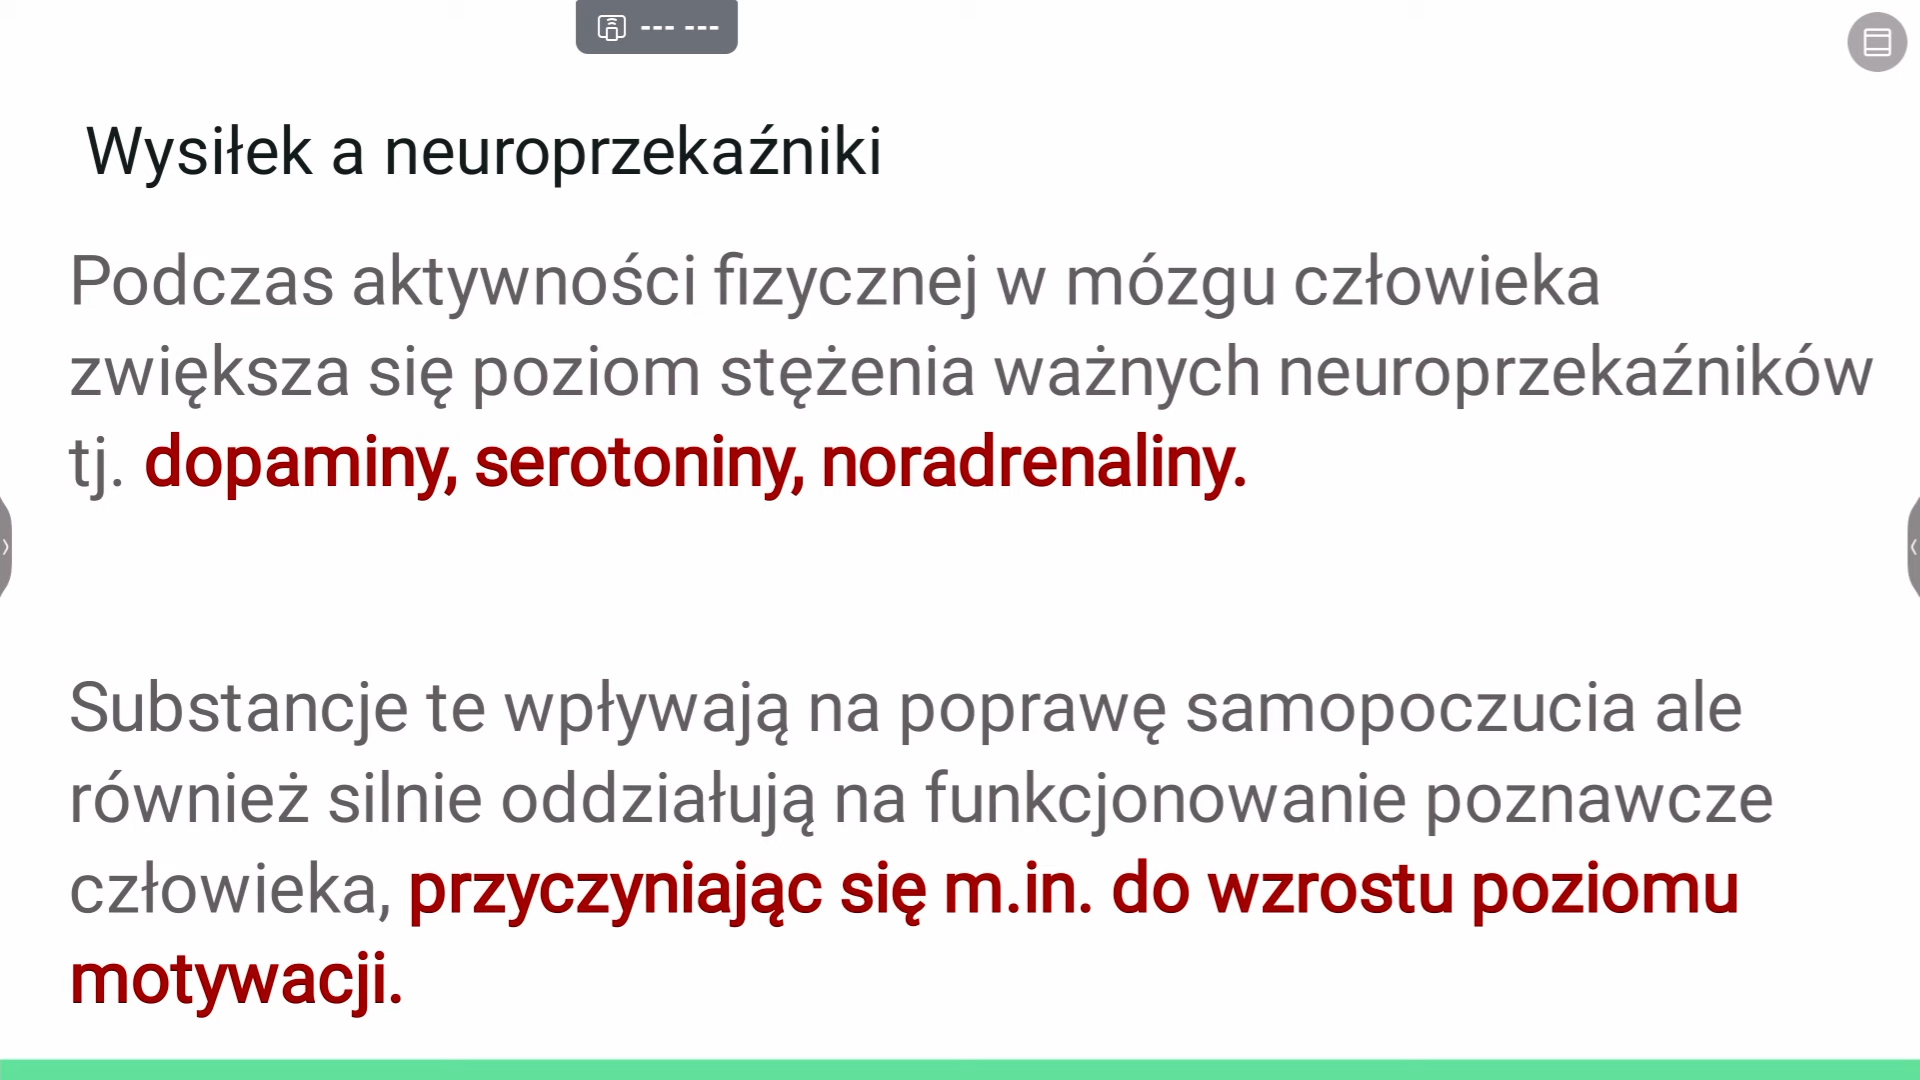 --- ---
Wysiłek a neuroprzekaźniki
Podczas aktywności fizycznej w mózgu człowieka
zwiększa się poziom stężenia ważnych neuroprzekaźników
tj. dopaminy, serotoniny, noradrenaliny.
Substancje te wpływają na poprawę samopoczucia ale
również silnie oddziałują na funkcjonowanie poznawcze
człowieka, przyczyniając się m.in. do wzrostu poziomu
motywacji.